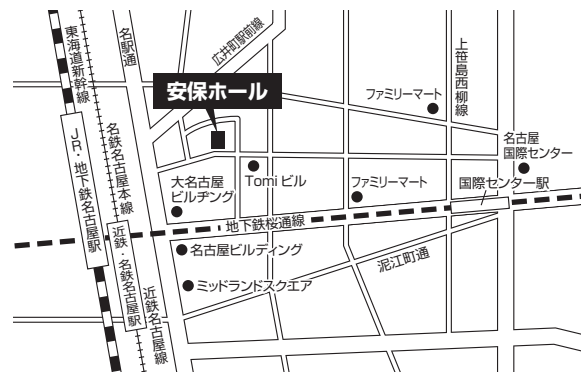 東海道新幹線
名駅通
広井町駅前線
上笹島西柳線
安保ホール
ファミリーマート
JR・地下鉄名古屋駅
名鉄名古屋本線
名古屋
国際センター
大名古屋
ビルヂング
Tomiビル
ファミリーマート
国際センター駅
地下鉄桜通線
近鉄・名鉄名古屋駅
名古屋ビルディング
泥江町通
ミッドランドスクエア
近鉄名古屋線